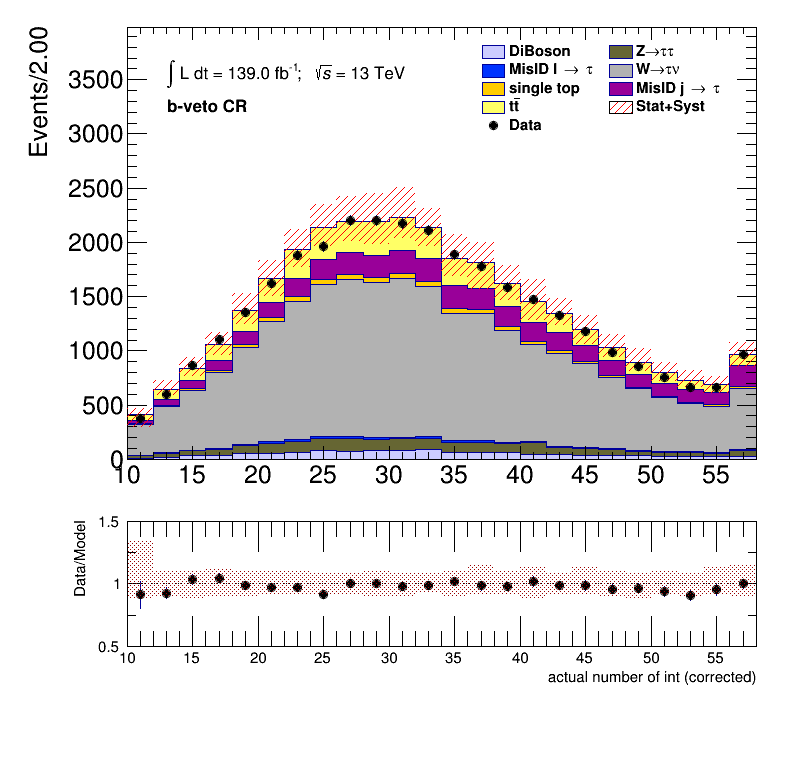 Events/2.00
3500
3000
2500
2000
1500
1000
500
0
∫ L dt = 139.0 fb⁻¹; √s = 13 TeV
b-veto CR
DiBoson
MisID l → τ
single top
tt̄
Data
Z→ττ
W→τν
MisID j → τ
Stat+Syst
10 15 20 25 30 35 40 45 50 55
Data/Model
1.5
1
0.5
10 15 20 25 30 35 40 45 50 55
actual number of int (corrected)